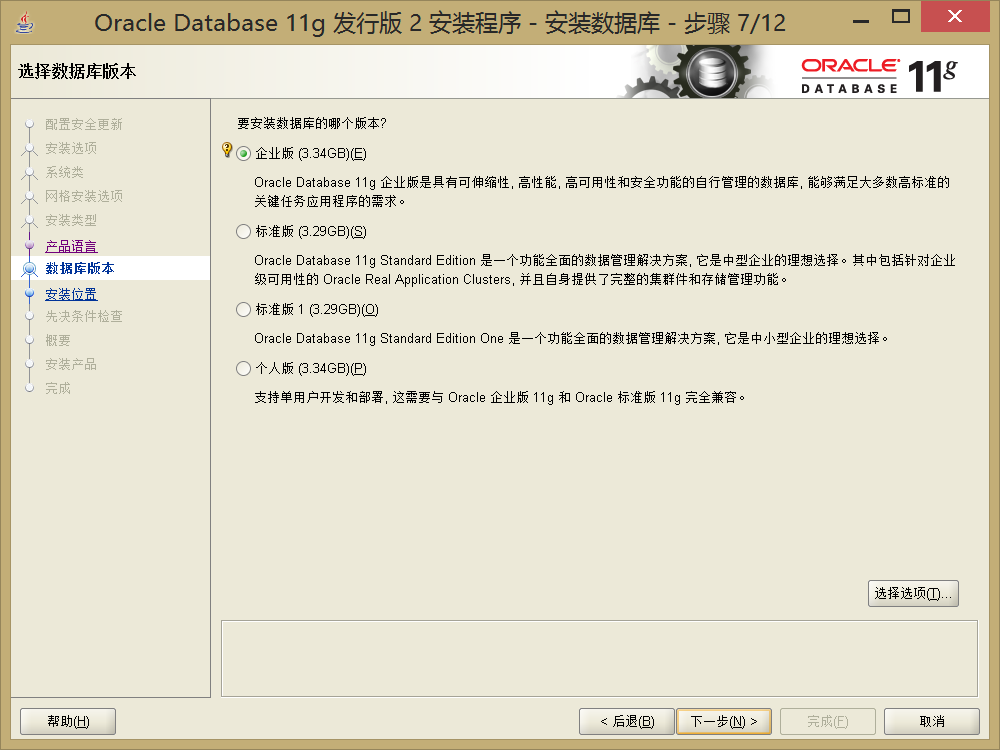 Oracle Database 11g 发行版 2 安装程序 - 安装数据库 - 步骤 7/12
选择数据库版本
ORACLE
DATABASE
11g
配置安全更新
安装选项
系统类
网格安装选项
安装类型
产品语言
数据库版本
安装位置
先决条件检查
概要
安装产品
完成
要安装数据库的哪个版本?
企业版 (3.34GB)(E)
Oracle Database 11g 企业版是具有可伸缩性, 高性能, 高可用性和安全功能的自行管理的数据库, 能够满足大多数高标准的
关键任务应用程序的需求。
标准版 (3.29GB)(S)
Oracle Database 11g Standard Edition 是一个功能全面的数据管理解决方案, 它是中型企业的理想选择。其中包括针对企业
级可用性的 Oracle Real Application Clusters, 并且自身提供了完整的集群件和存储管理功能。
标准版 1 (3.29GB)(O)
Oracle Database 11g Standard Edition One 是一个功能全面的数据管理解决方案, 它是中小型企业的理想选择。
个人版 (3.34GB)(P)
支持单用户开发和部署, 这需要与 Oracle 企业版 11g 和 Oracle 标准版 11g 完全兼容。
选择选项(T)...
帮助(H)
< 后退(B)
下一步(N) >
完成(F)
取消